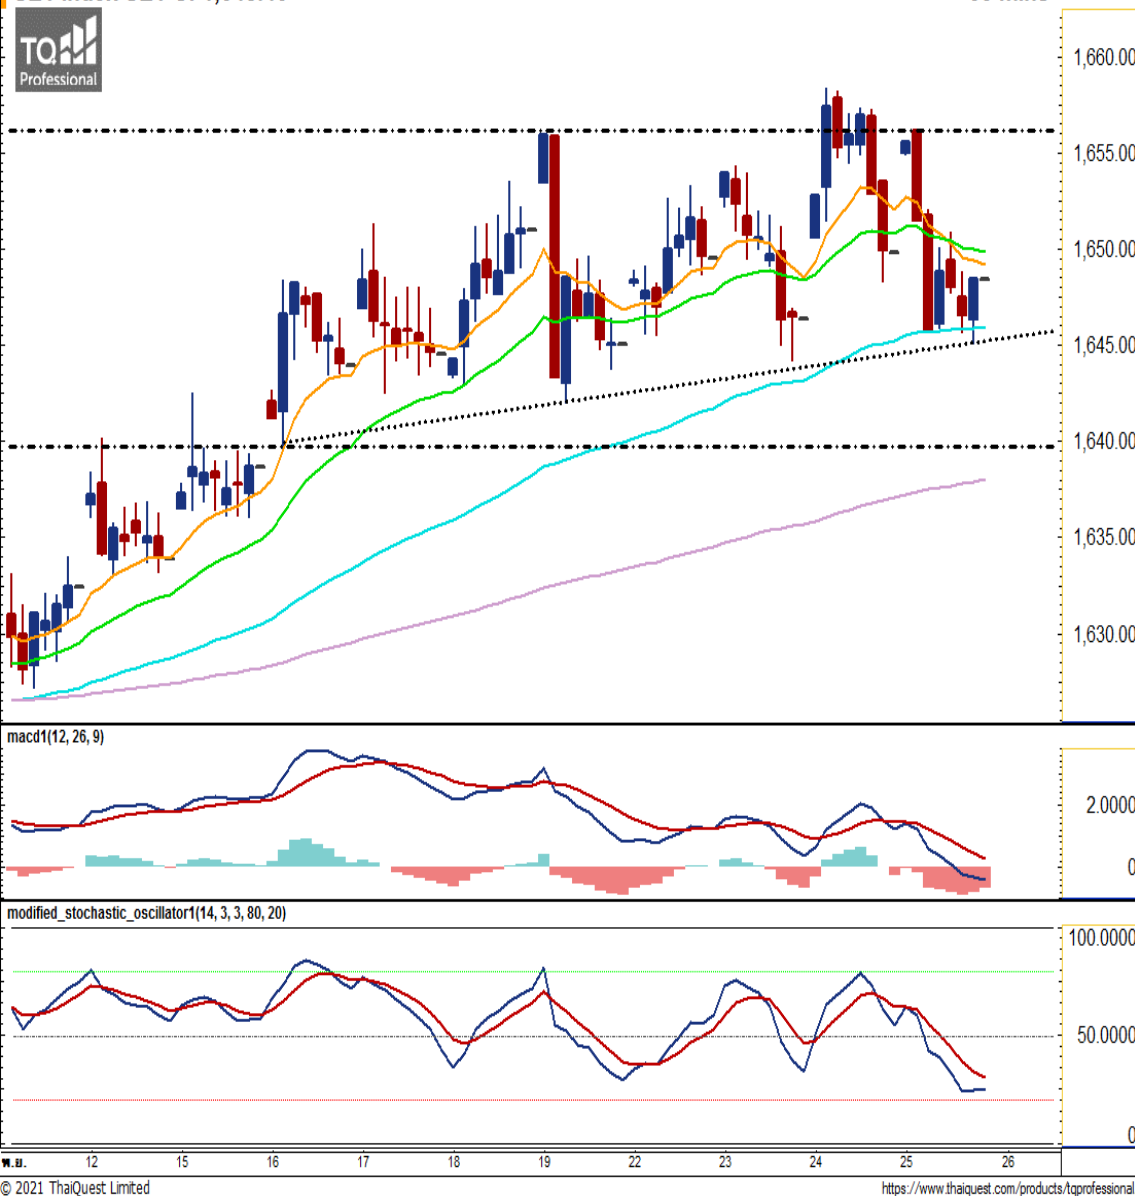 TQ
Professional
1,660.00
1,655.00
1,650.00
1,645.00
1,640.00
1,635.00
1,630.00
macd1(12, 26, 9)
2.0000
0
modified_stochastic_oscillator1(14, 3, 3, 80, 20)
100.0000
50.0000
0
พ.ย. 12 15 16 17 18 19 22 23 24 25 26
© 2021 ThaiQuest Limited
https://www.thaiquest.com/products/tqprofessional